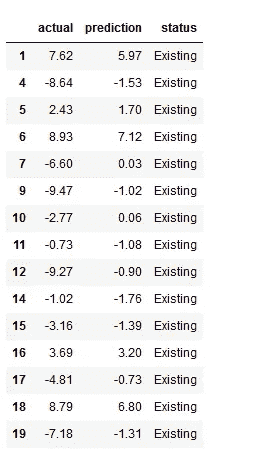 actual prediction status
1 7.62 5.97 Existing
4 -8.64 -1.53 Existing
5 2.43 1.70 Existing
6 8.93 7.12 Existing
7 -6.60 0.03 Existing
9 -9.47 -1.02 Existing
10 -2.77 0.06 Existing
11 -0.73 -1.08 Existing
12 -9.27 -0.90 Existing
14 -1.02 -1.76 Existing
15 -3.16 -1.39 Existing
16 3.69 3.20 Existing
17 -4.81 -0.73 Existing
18 8.79 6.80 Existing
19 -7.18 -1.31 Existing